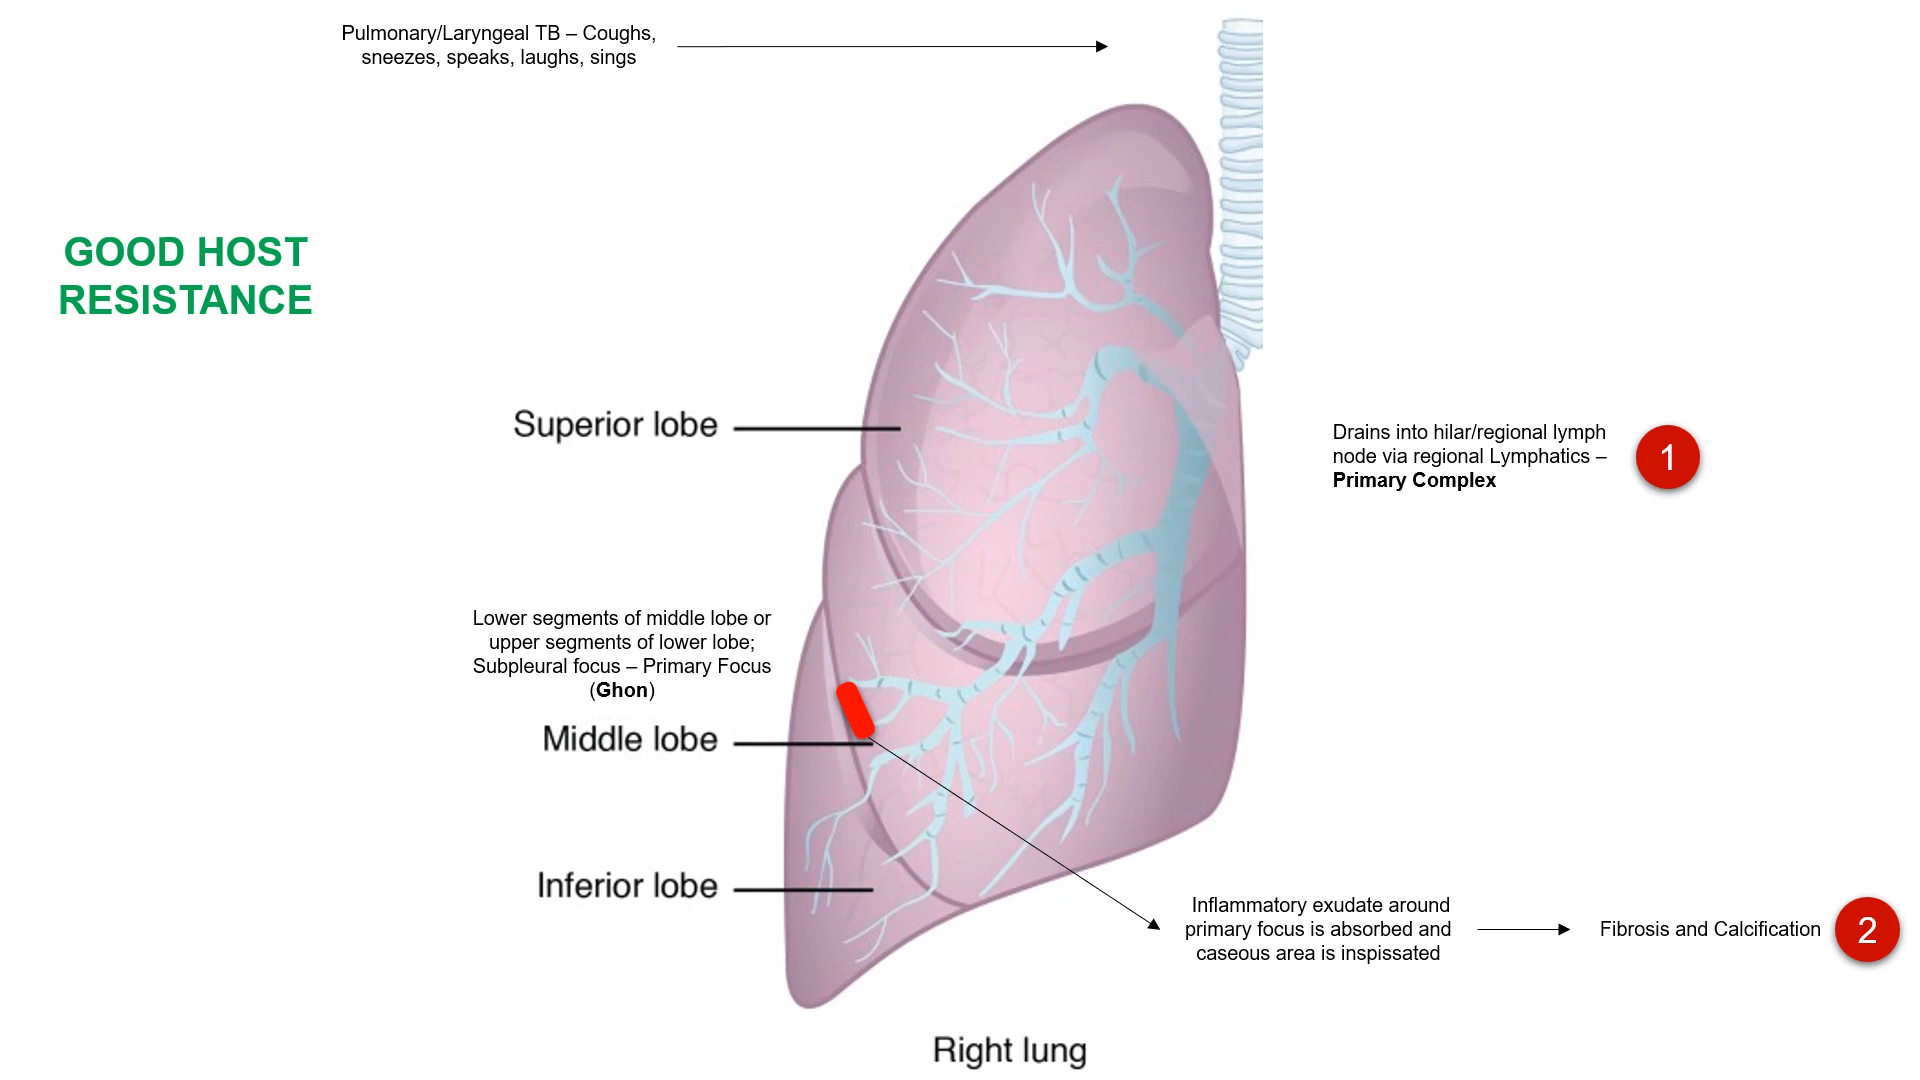 Pulmonary/Laryngeal TB – Coughs,
sneezes, speaks, laughs, sings
GOOD HOST
RESISTANCE
Superior lobe
Drains into hilar/regional lymph
node via regional Lymphatics –
Primary Complex
1
Lower segments of middle lobe or
upper segments of lower lobe;
Subpleural focus – Primary Focus
(Ghon)
Middle lobe
Inferior lobe
Inflammatory exudate around
primary focus is absorbed and
caseous area is inspissated
Fibrosis and Calcification
2
Right lung